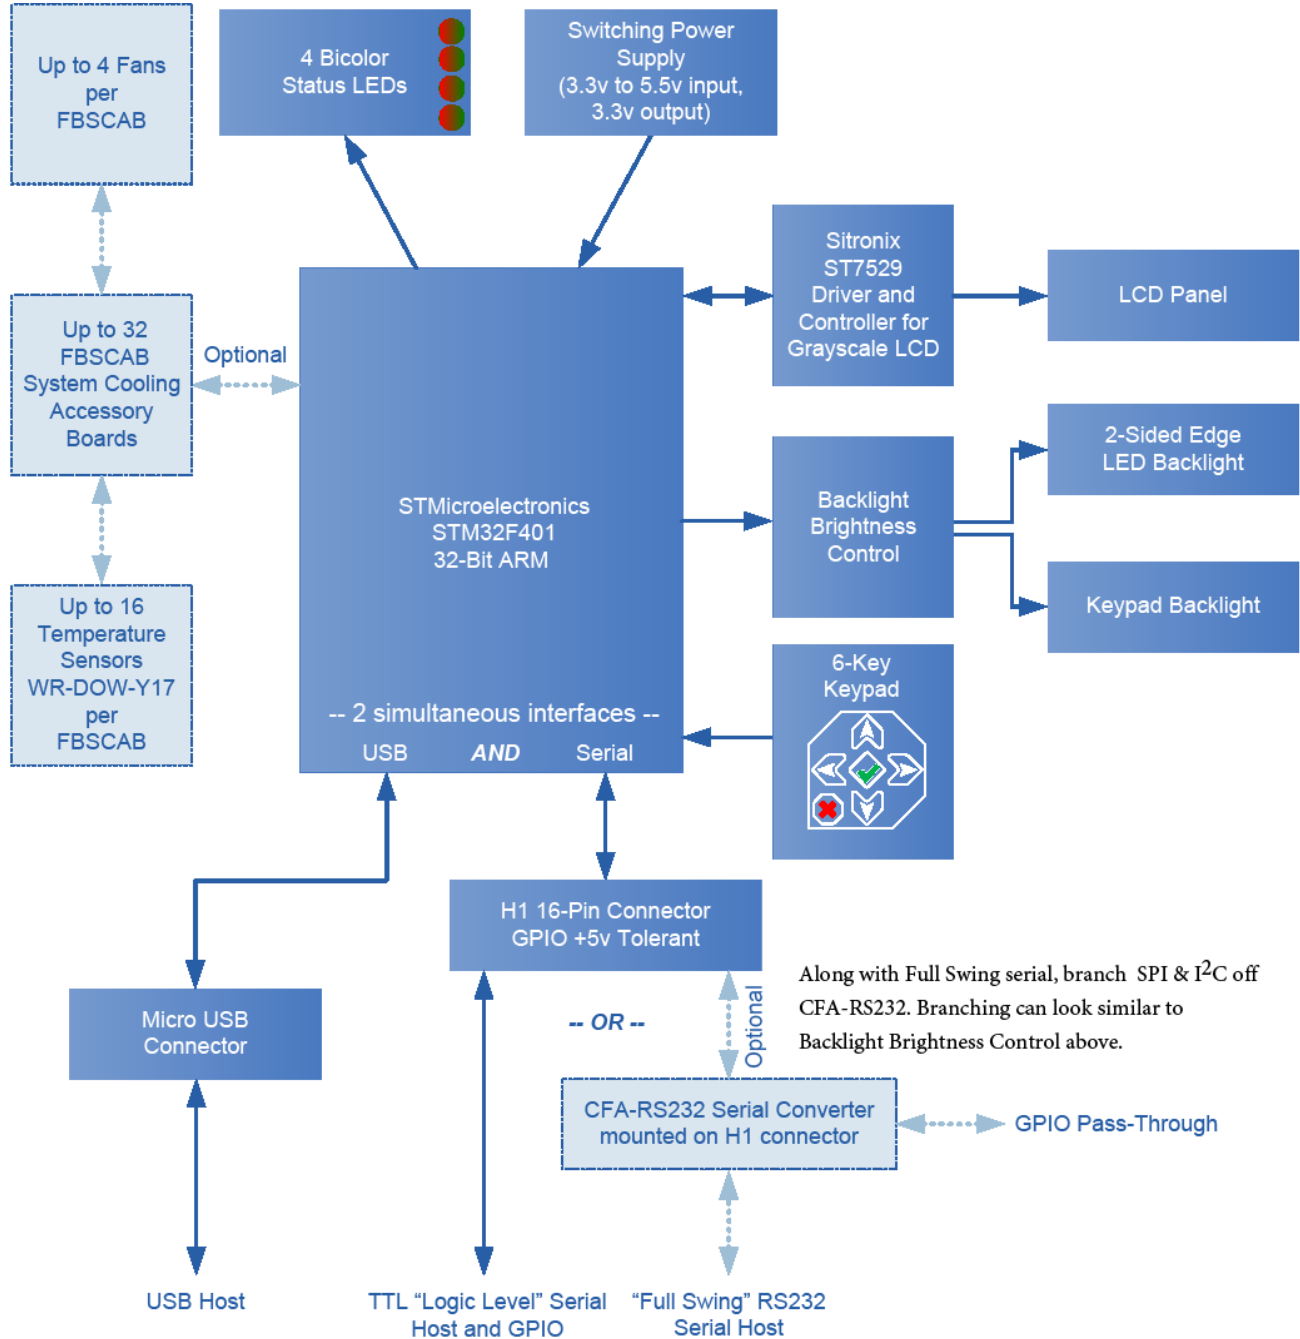 Up to 4 Fans
per
FBSCAB
4 Bicolor
Status LEDs
Switching Power
Supply
(3.3v to 5.5v input,
3.3v output)
Sitronix
ST7529
Driver and
Controller for
Grayscale LCD
LCD Panel
Up to 32
FBSCAB
System Cooling
Accessory
Boards
Optional
2-Sided Edge
LED Backlight
STMicroelectronics
STM32F401
32-Bit ARM
Backlight
Brightness
Control
Keypad Backlight
Up to 16
Temperature
Sensors
WR-DOW-Y17
per
FBSCAB
6-Key
Keypad
-- 2 simultaneous interfaces --
USB AND Serial
H1 16-Pin Connector
GPIO +5v Tolerant
Along with Full Swing serial, branch SPI & I²C off
CFA-RS232. Branching can look similar to
Backlight Brightness Control above.
-- OR --
Optional
Micro USB
Connector
CFA-RS232 Serial Converter
mounted on H1 connector
GPIO Pass-Through
USB Host
TTL “Logic Level” Serial
Host and GPIO
“Full Swing” RS232
Serial Host